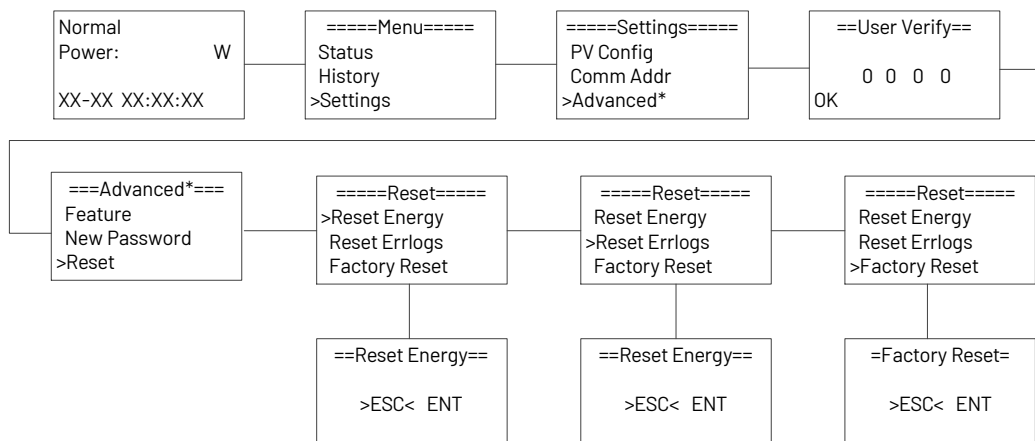 Normal
Power: W
XX-XX XX:XX:XX
=====Menu=====
Status
History
>Settings
=====Settings=====
PV Config
Comm Addr
>Advanced*
==User Verify==
0 0 0 0
OK
===Advanced*===
Feature
New Password
>Reset
=====Reset=====
>Reset Energy
Reset Errlogs
Factory Reset
=====Reset=====
Reset Energy
>Reset Errlogs
Factory Reset
=====Reset=====
Reset Energy
Reset Errlogs
>Factory Reset
==Reset Energy==
>ESC< ENT
==Reset Energy==
>ESC< ENT
=Factory Reset=
>ESC< ENT